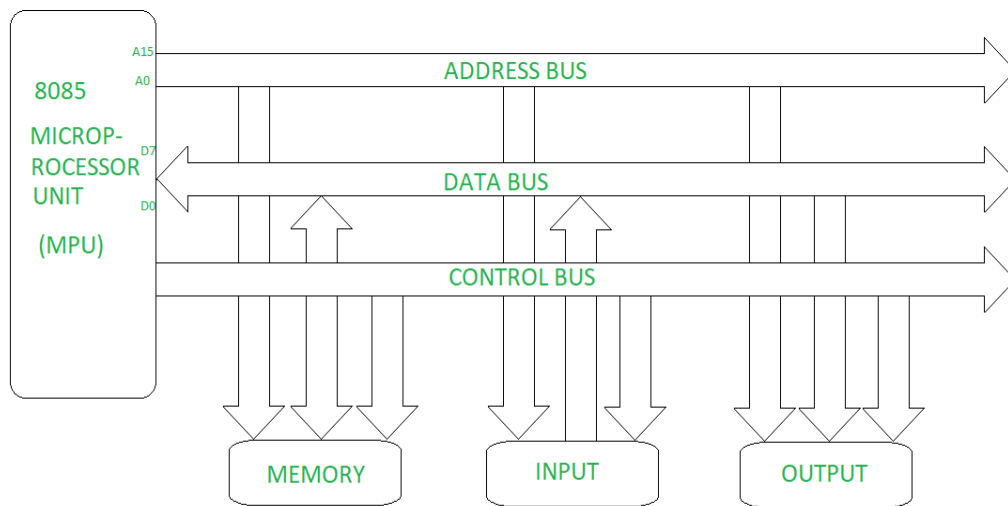 8085
MICROP-
ROCESSOR
UNIT
(MPU)
A15
A0
D7
D0
ADDRESS BUS
DATA BUS
CONTROL BUS
MEMORY
INPUT
OUTPUT